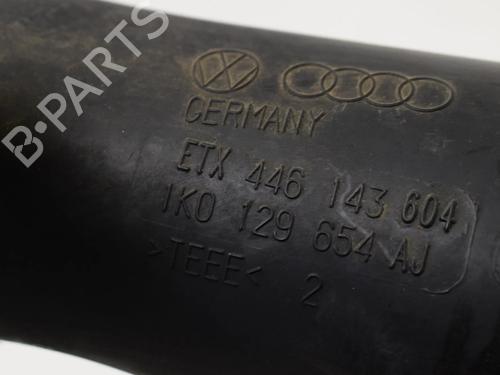 B-PARTS
GERMANY
ETX 446 143 604
1K0 129 654 AJ
>TEEE< 2